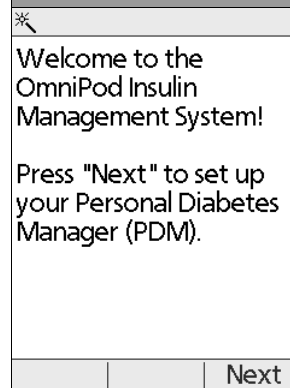 Welcome to the
OmniPod Insulin
Management System!
Press "Next" to set up
your Personal Diabetes
Manager (PDM).
Next